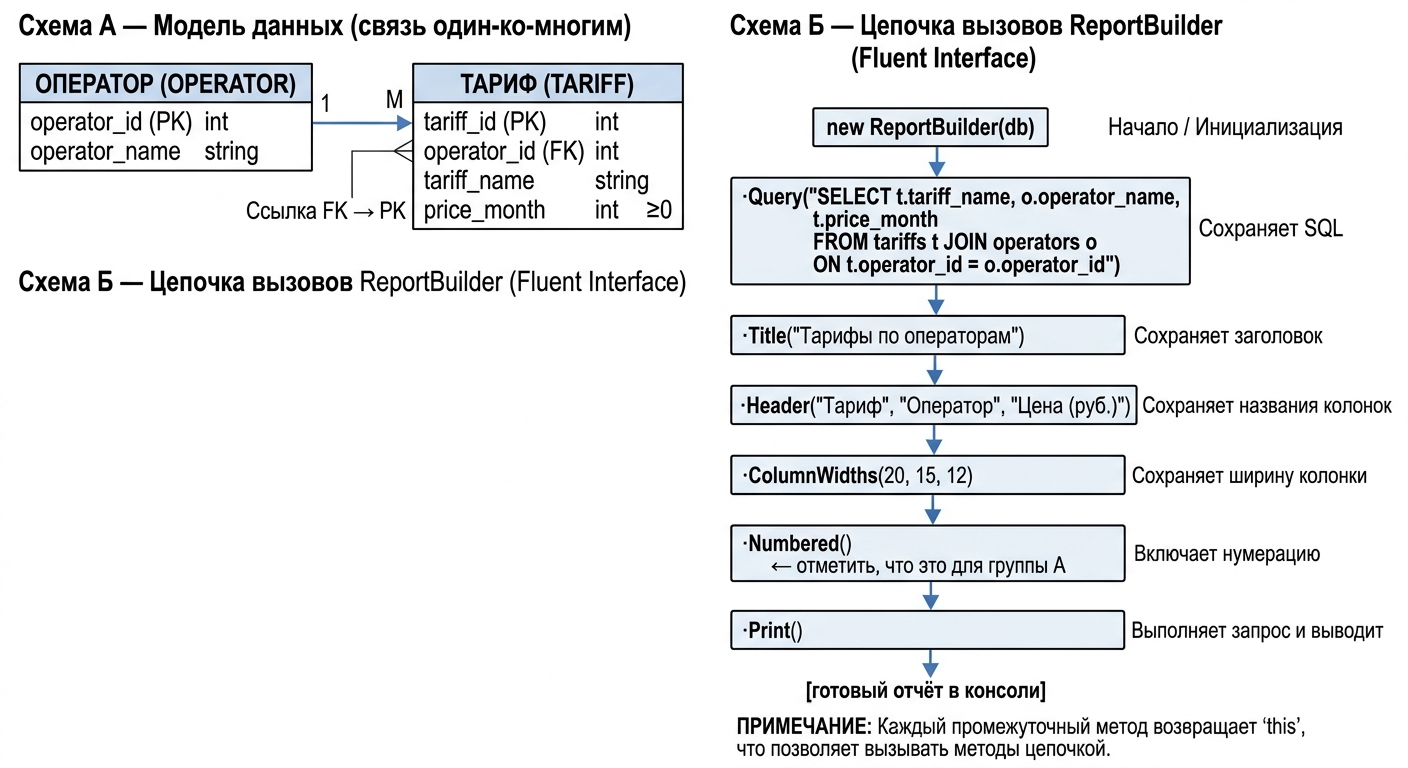 Схема А — Модель данных (связь один-ко-многим)
ОПЕРАТОР (OPERATOR)
operator_id (PK) int
operator_name string
1
M
ТАРИФ (TARIFF)
tariff_id (PK) int
operator_id (FK) int
tariff_name string
price_month int ≥0
Ссылка FK → PK
Схема Б — Цепочка вызовов ReportBuilder (Fluent Interface)
Схема Б — Цепочка вызовов ReportBuilder
(Fluent Interface)
new ReportBuilder(db)
Начало / Инициализация
·Query("SELECT t.tariff_name, o.operator_name,
t.price_month
FROM tariffs t JOIN operators o
ON t.operator_id = o.operator_id")
Сохраняет SQL
·Title("Тарифы по операторам")
Сохраняет заголовок
·Header("Тариф", "Оператор", "Цена (руб.)")
Сохраняет названия колонок
·ColumnWidths(20, 15, 12)
Сохраняет ширину колонки
·Numbered()
← отметить, что это для группы А
Включает нумерацию
·Print()
Выполняет запрос и выводит
[готовый отчёт в консоли]
ПРИМЕЧАНИЕ: Каждый промежуточный метод возвращает ‘this’,
что позволяет вызывать методы цепочкой.